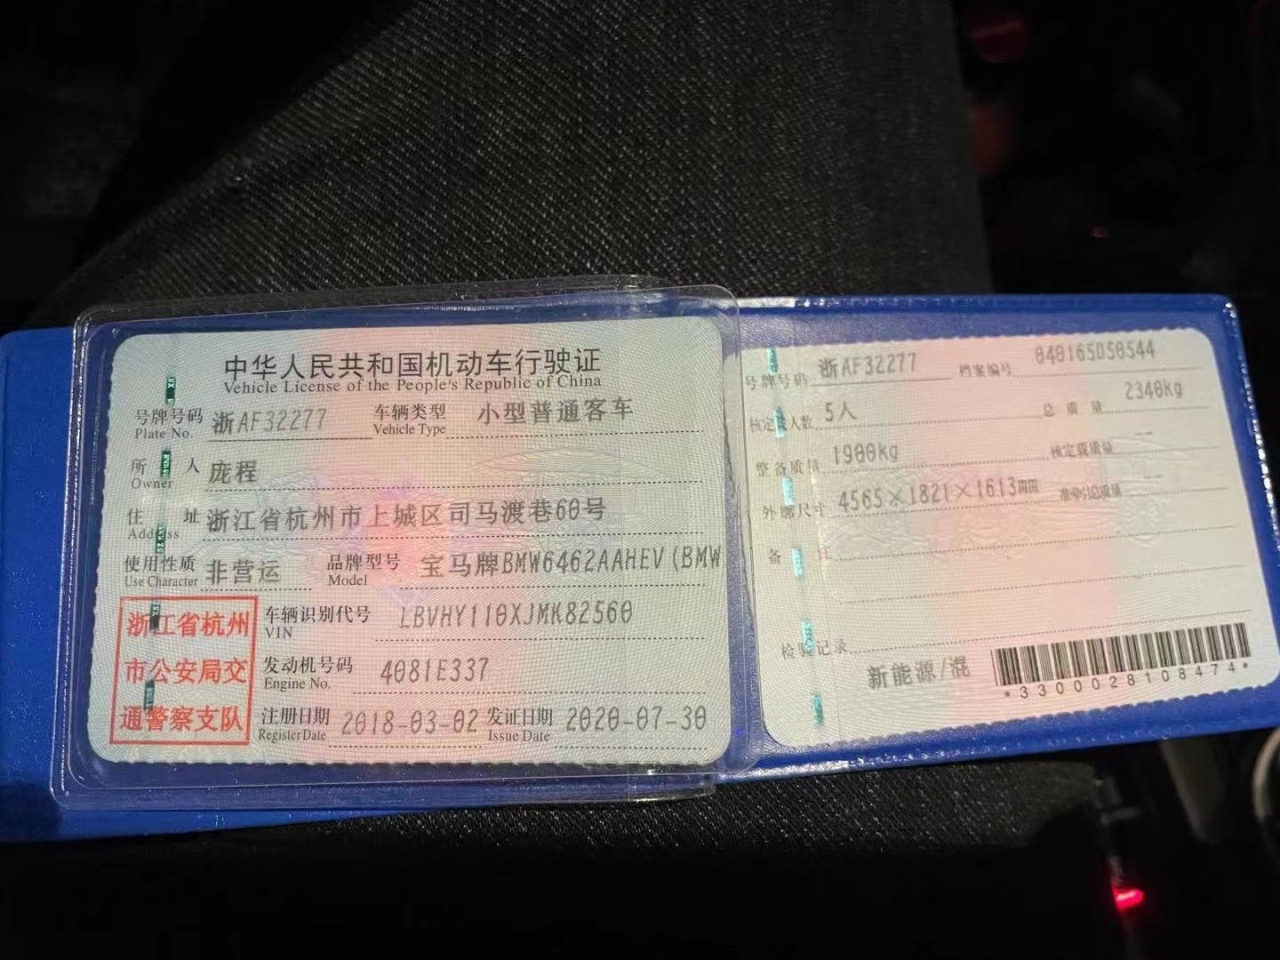 中华人民共和国机动车行驶证
Vehicle License of the People's Republic of China
号牌号码 浙AF32277 车辆类型 小型普通客车
Plate No. Vehicle Type
所有人 庞程
Owner
住址 浙江省杭州市上城区司马渡巷60号
Address
使用性质 非营运 品牌型号 宝马牌BMW6462AAHEV(BMW
Use Character Model
浙江省杭州
市公安局交
通警察支队
车辆识别代号 LBVHY110XJMK82560
VIN
发动机号码 4081E337
Engine No.
注册日期 2018-03-02 发证日期 2020-07-30
Register Date Issue Date
号牌号码 浙AF32277 档案编号 840165050544
核定载人数 5人 总质量 2340kg
整备质量 1900kg 核定载质量 --
外廓尺寸 4565×1821×1613mm 准牵引总质量 --
备注
检验记录
新能源/混
*3300028108474*